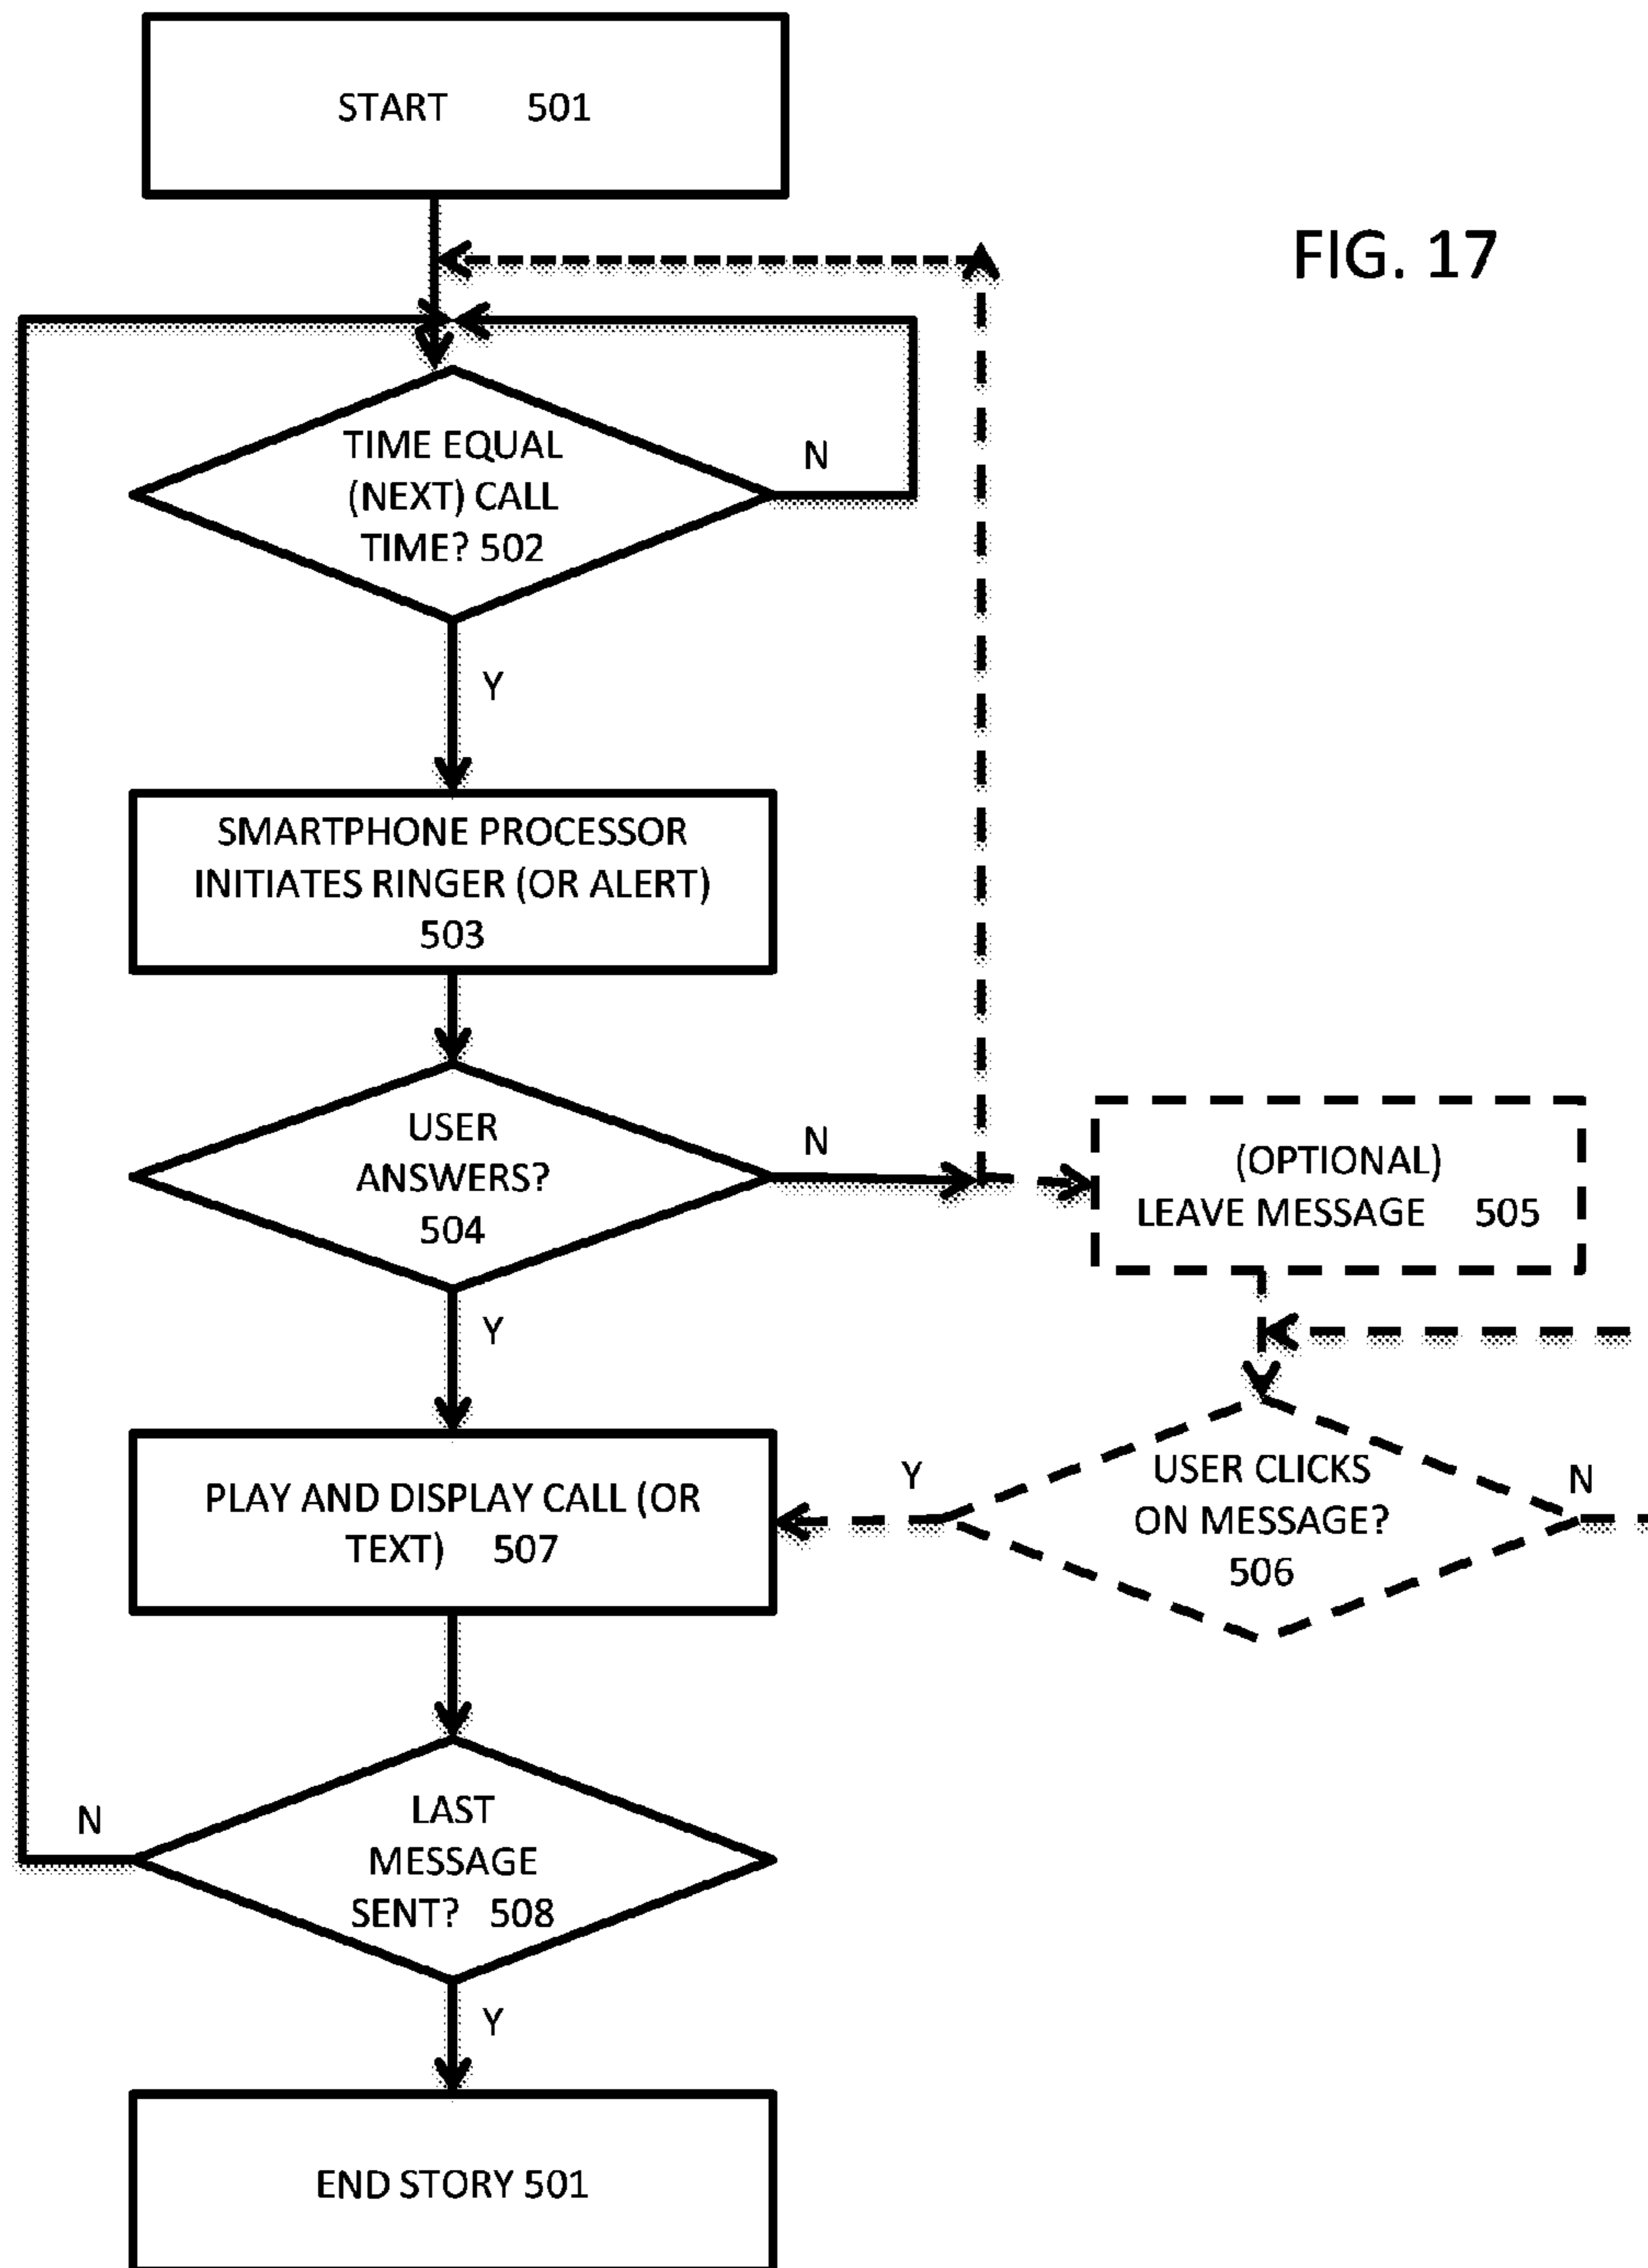 START 501
FIG. 17
TIME EQUAL
(NEXT) CALL
TIME? 502
N
Y
SMARTPHONE PROCESSOR
INITIATES RINGER (OR ALERT)
503
USER
ANSWERS?
504
N
(OPTIONAL)
LEAVE MESSAGE 505
Y
USER CLICKS
ON MESSAGE?
506
Y
N
PLAY AND DISPLAY CALL (OR
TEXT) 507
LAST
MESSAGE
SENT? 508
N
Y
END STORY 501